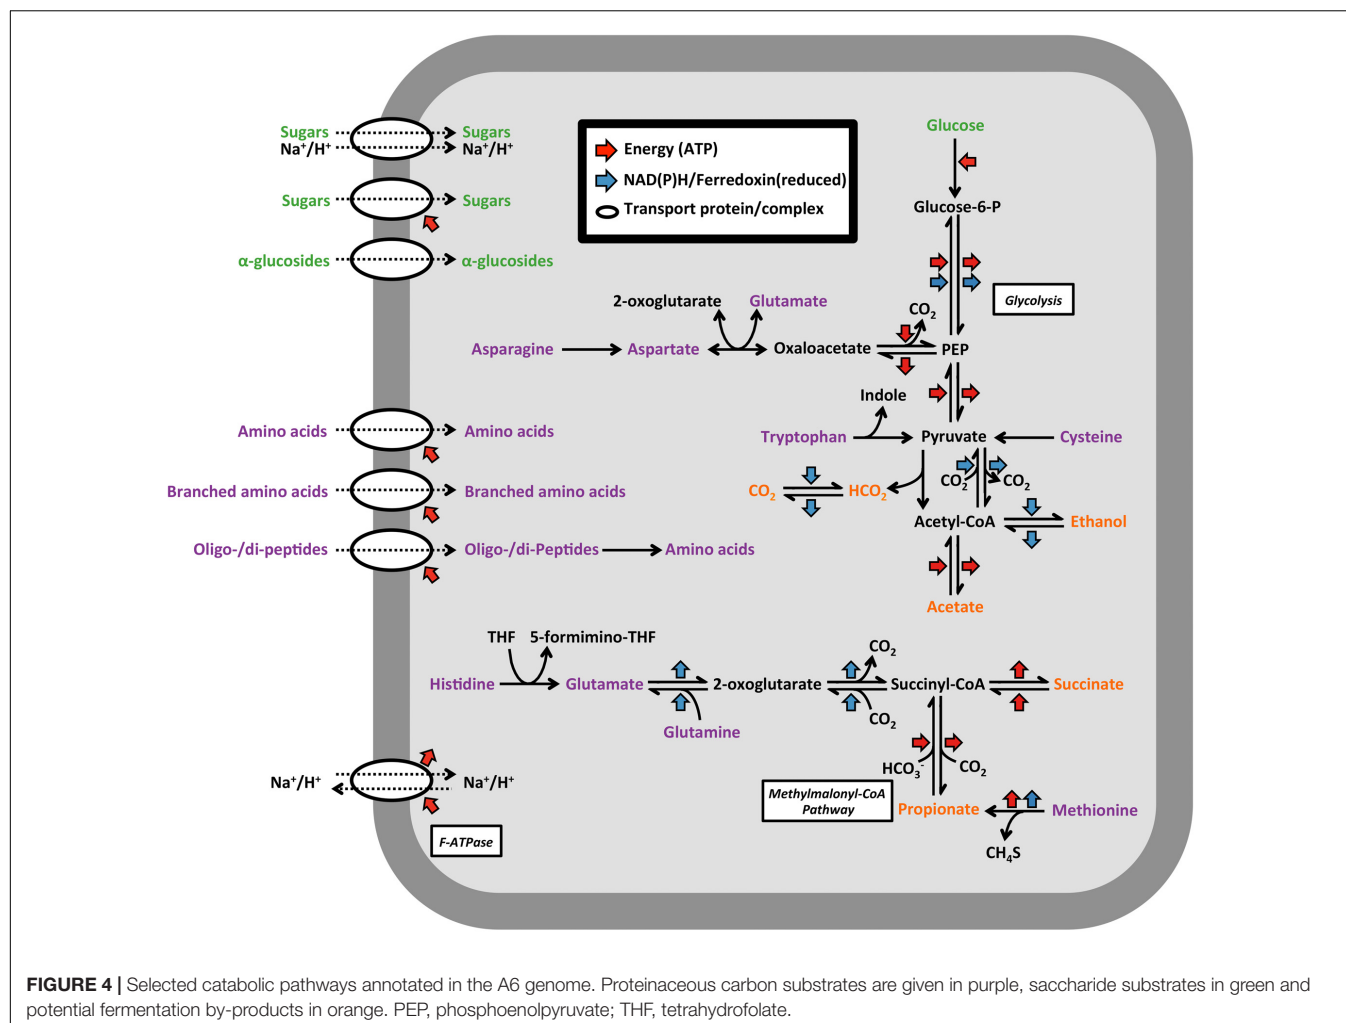 Sugars
Na⁺/H⁺
Sugars
Na⁺/H⁺
Sugars
Sugars
α-glucosides
α-glucosides
Energy (ATP)
NAD(P)H/Ferredoxin(reduced)
Transport protein/complex
Glucose
Glucose-6-P
Glycolysis
2-oxoglutarate
Glutamate
CO₂
Asparagine
Aspartate
Oxaloacetate
PEP
Indole
Amino acids
Amino acids
Tryptophan
Pyruvate
Cysteine
Branched amino acids
Branched amino acids
CO₂
HCO₂
CO₂
CO₂
Acetyl-CoA
Ethanol
Oligo-/di-peptides
Oligo-/di-Peptides
Amino acids
Acetate
THF
5-formimino-THF
CO₂
Histidine
Glutamate
2-oxoglutarate
Succinyl-CoA
Succinate
Glutamine
CO₂
HCO₃⁻
CO₂
Na⁺/H⁺
Na⁺/H⁺
Methylmalonyl-CoA
Pathway
Propionate
Methionine
F-ATPase
CH₄S
FIGURE 4 | Selected catabolic pathways annotated in the A6 genome. Proteinaceous carbon substrates are given in purple, saccharide substrates in green and
potential fermentation by-products in orange. PEP, phosphoenolpyruvate; THF, tetrahydrofolate.